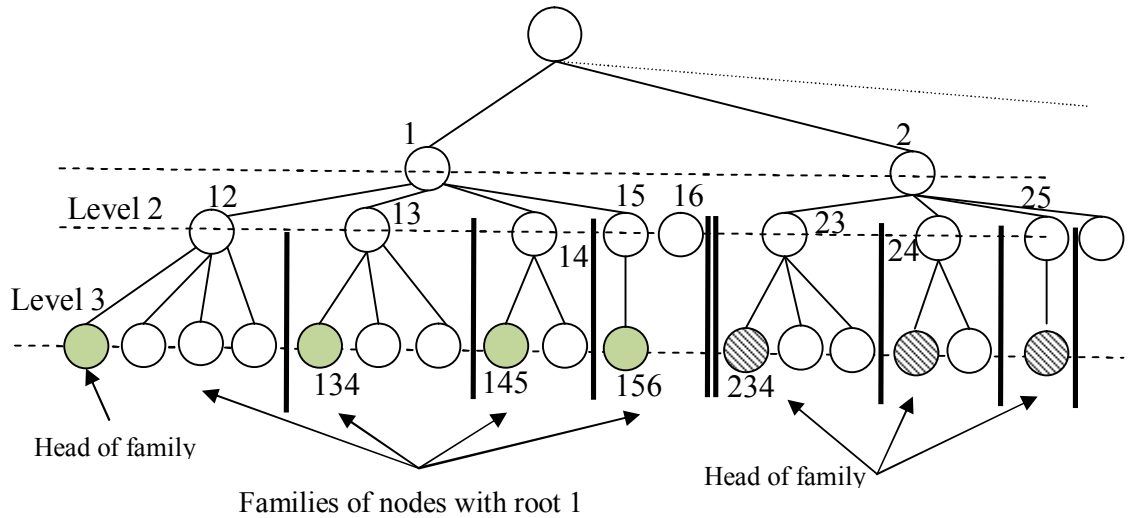 1
2
12
13
15
16
25
Level 2
23
14
24
Level 3
134
145
156
234
Head of family
Head of family
Families of nodes with root 1